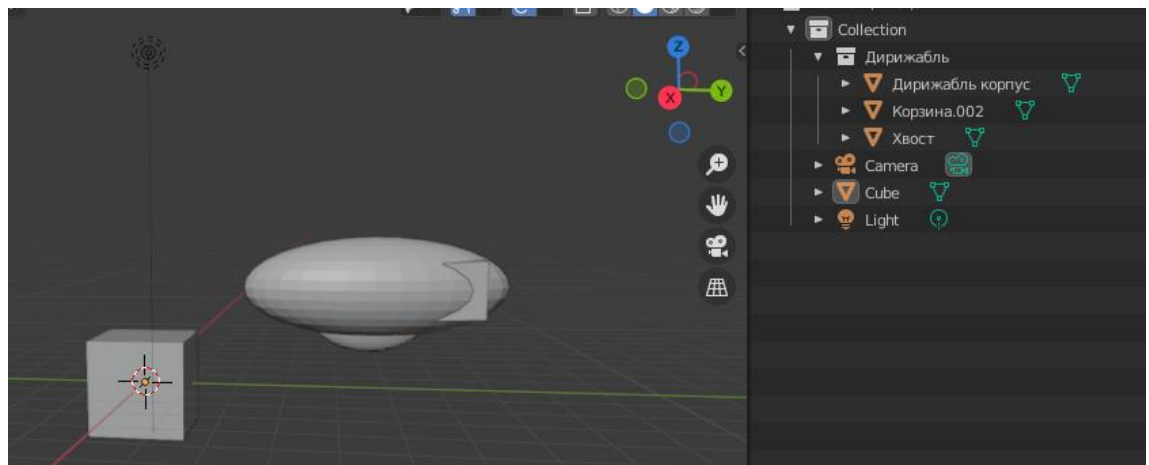 Collection
Дирижабль
Дирижабль корпус
Корзина.002
Хвост
Camera
Cube
Light
Z
X
Y